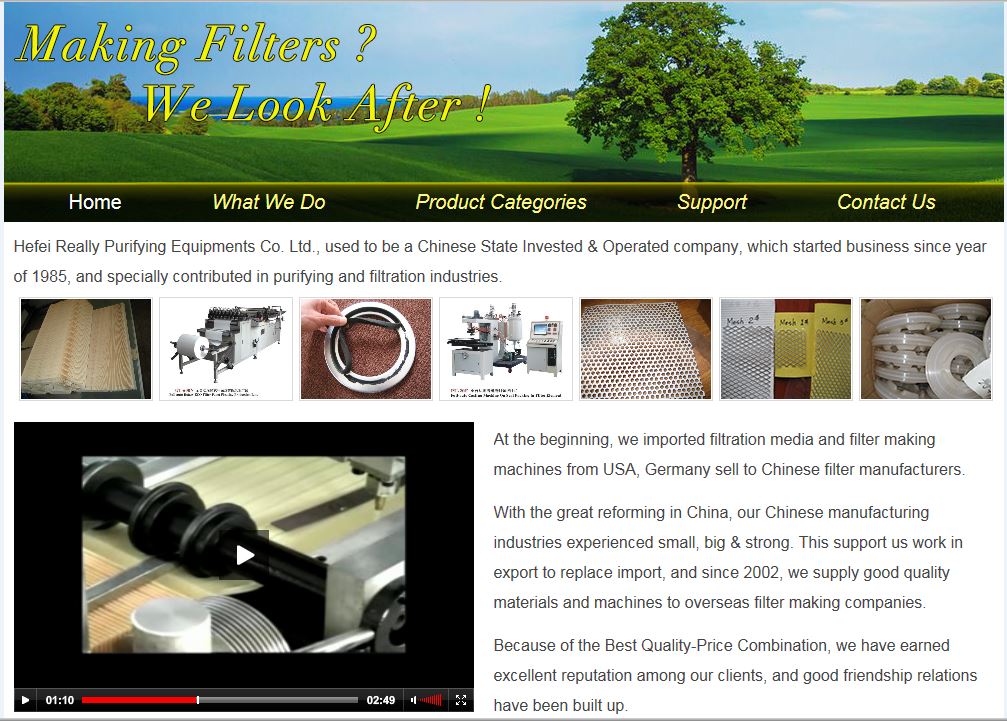 Making Filters ?
We Look After !
Home What We Do Product Categories Support Contact Us
Hefei Really Purifying Equipments Co. Ltd., used to be a Chinese State Invested & Operated company, which started business since year
of 1985, and specially contributed in purifying and filtration industries.
Mesh 2# Mesh 1# Mesh 3#
At the beginning, we imported filtration media and filter making
machines from USA, Germany sell to Chinese filter manufacturers.
With the great reforming in China, our Chinese manufacturing
industries experienced small, big & strong. This support us work in
export to replace import, and since 2002, we supply good quality
materials and machines to overseas filter making companies.
Because of the Best Quality-Price Combination, we have earned
excellent reputation among our clients, and good friendship relations
have been built up.
01:10 02:49